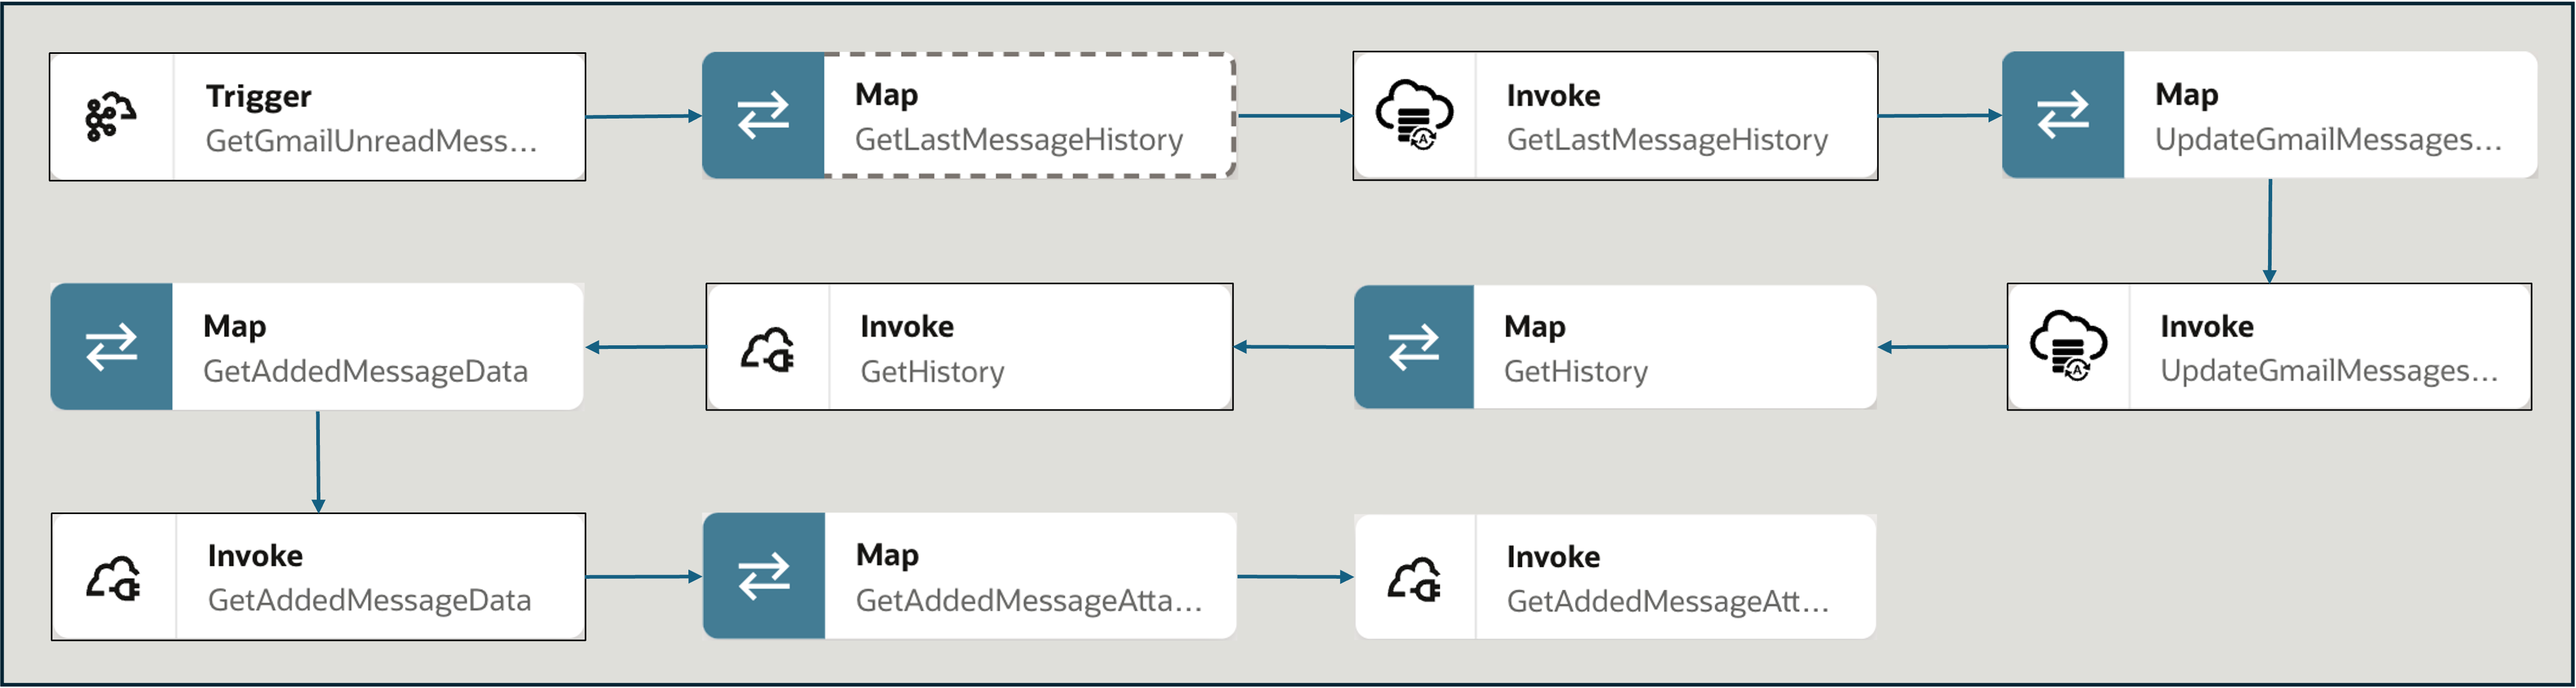 Trigger
GetGmailUnreadMess...
Map
GetLastMessageHistory
Invoke
GetLastMessageHistory
Map
UpdateGmailMessages...
Map
GetAddedMessageData
Invoke
GetHistory
Map
GetHistory
Invoke
UpdateGmailMessages...
Invoke
GetAddedMessageData
Map
GetAddedMessageAtta...
Invoke
GetAddedMessageAtt...